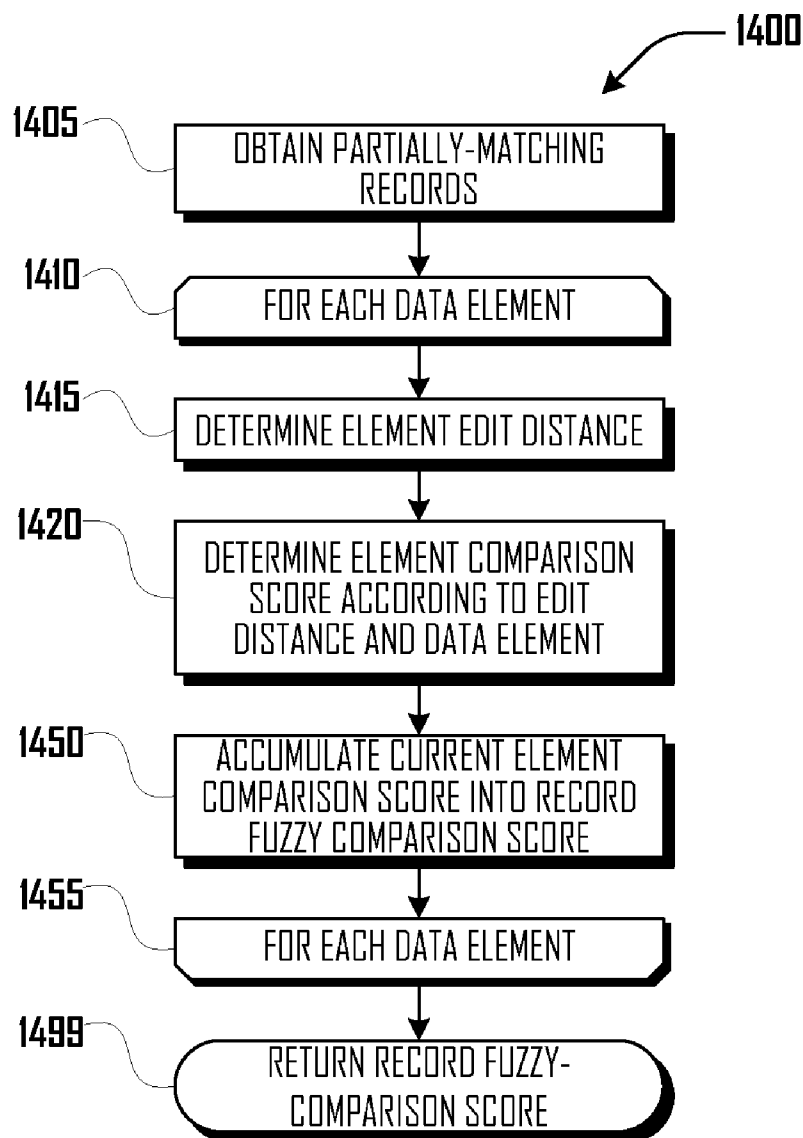 1400
1405
OBTAIN PARTIALLY-MATCHING
RECORDS
1410
FOR EACH DATA ELEMENT
1415
DETERMINE ELEMENT EDIT DISTANCE
1420
DETERMINE ELEMENT COMPARISON
SCORE ACCORDING TO EDIT
DISTANCE AND DATA ELEMENT
1450
ACCUMULATE CURRENT ELEMENT
COMPARISON SCORE INTO RECORD
FUZZY COMPARISON SCORE
1455
FOR EACH DATA ELEMENT
1499
RETURN RECORD FUZZY-
COMPARISON SCORE